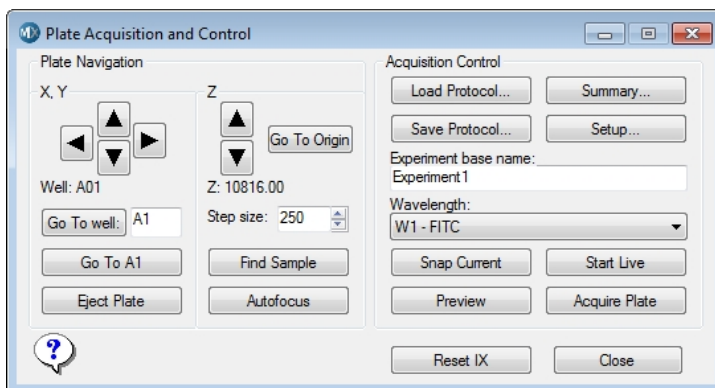 Plate Acquisition and Control
Plate Navigation
X, Y
Z
Go To Origin
Well: A01
Z: 10816.00
Go To well: A1
Step size: 250
Go To A1
Find Sample
Eject Plate
Autofocus
Acquisition Control
Load Protocol...
Summary...
Save Protocol...
Setup...
Experiment base name:
Experiment1
Wavelength:
W1 - FITC
Snap Current
Start Live
Preview
Acquire Plate
?
Reset IX
Close